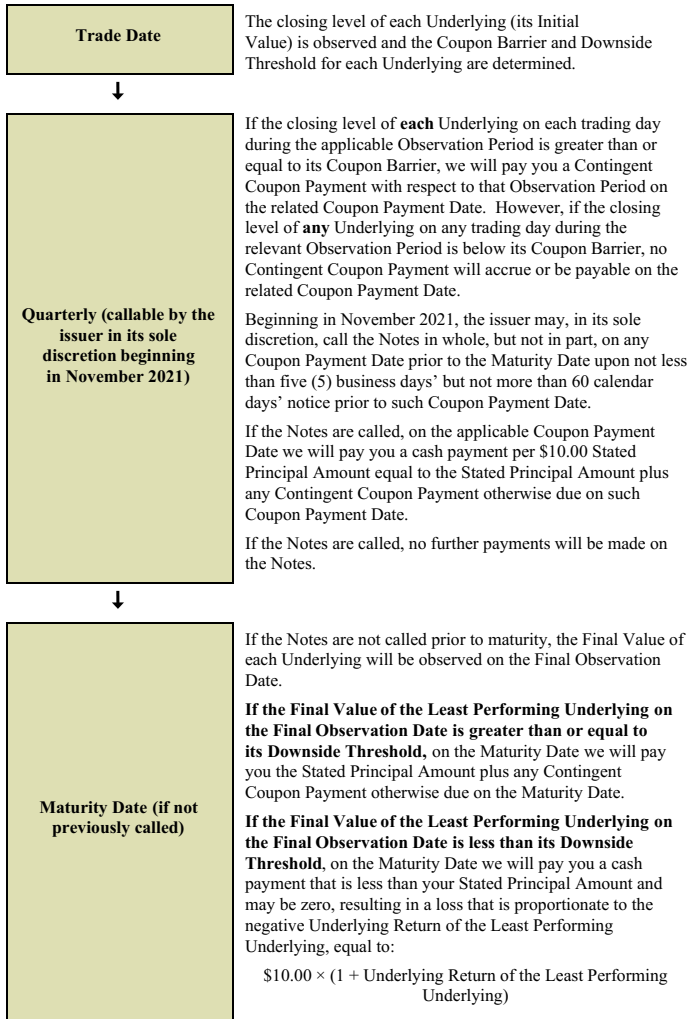 Trade Date
The closing level of each Underlying (its Initial
Value) is observed and the Coupon Barrier and Downside
Threshold for each Underlying are determined.
Quarterly (callable by the
issuer in its sole
discretion beginning
in November 2021)
If the closing level of each Underlying on each trading day
during the applicable Observation Period is greater than or
equal to its Coupon Barrier, we will pay you a Contingent
Coupon Payment with respect to that Observation Period on
the related Coupon Payment Date. However, if the closing
level of any Underlying on any trading day during the
relevant Observation Period is below its Coupon Barrier, no
Contingent Coupon Payment will accrue or be payable on the
related Coupon Payment Date.
Beginning in November 2021, the issuer may, in its sole
discretion, call the Notes in whole, but not in part, on any
Coupon Payment Date prior to the Maturity Date upon not less
than five (5) business days' but not more than 60 calendar
days' notice prior to such Coupon Payment Date.
If the Notes are called, on the applicable Coupon Payment
Date we will pay you a cash payment per $10.00 Stated
Principal Amount equal to the Stated Principal Amount plus
any Contingent Coupon Payment otherwise due on such
Coupon Payment Date.
If the Notes are called, no further payments will be made on
the Notes.
Maturity Date (if not
previously called)
If the Notes are not called prior to maturity, the Final Value of
each Underlying will be observed on the Final Observation
Date.
If the Final Value of the Least Performing Underlying on
the Final Observation Date is greater than or equal to
its Downside Threshold, on the Maturity Date we will pay
you the Stated Principal Amount plus any Contingent
Coupon Payment otherwise due on the Maturity Date.
If the Final Value of the Least Performing Underlying on
the Final Observation Date is less than its Downside
Threshold, on the Maturity Date we will pay you a cash
payment that is less than your Stated Principal Amount and
may be zero, resulting in a loss that is proportionate to the
negative Underlying Return of the Least Performing
Underlying, equal to:
$10.00 × (1 + Underlying Return of the Least Performing
Underlying)